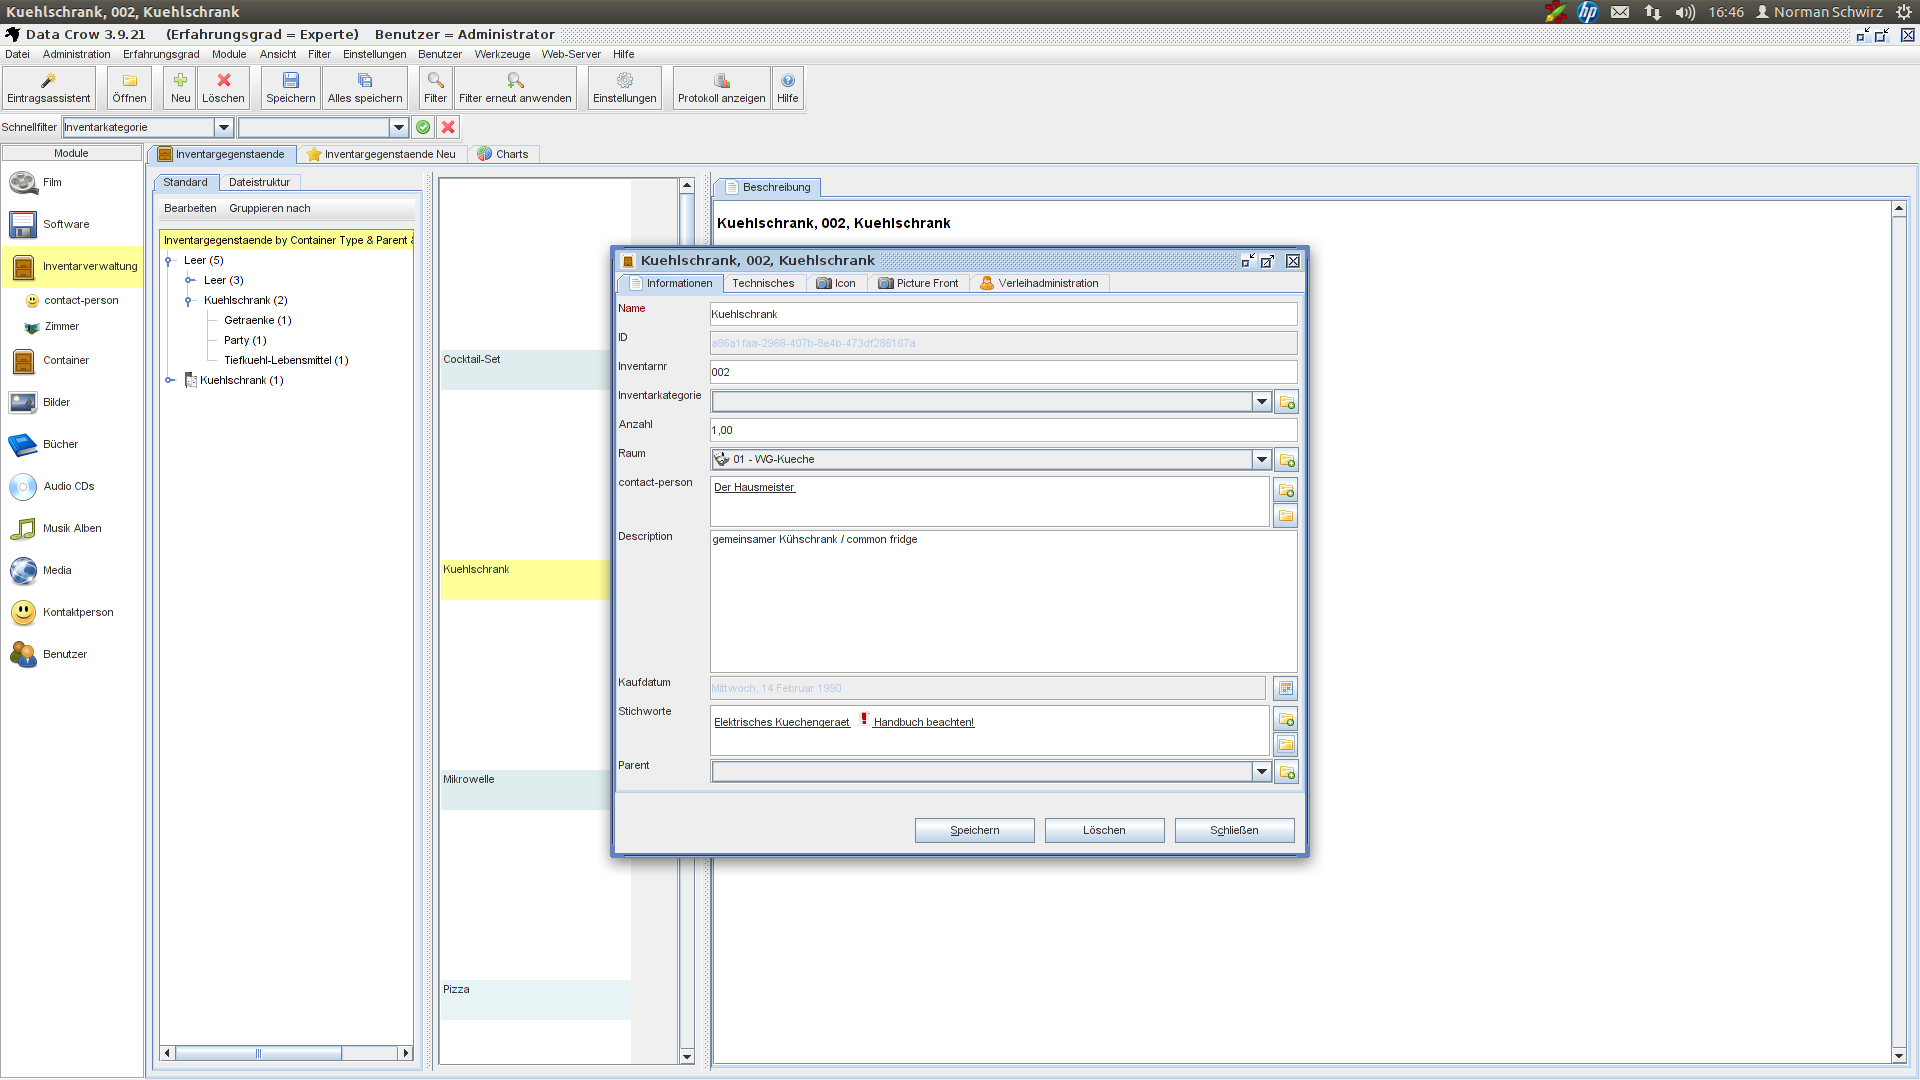 Kuehlschrank, 002, Kuehlschrank
16:46 Norman Schwirz
Data Crow 3.9.21 (Erfahrungsgrad = Experte) Benutzer = Administrator
Datei Administration Erfahrungsgrad Module Ansicht Filter Einstellungen Benutzer Werkzeuge Web-Server Hilfe
Eintragsassistent Öffnen Neu Löschen Speichern Alles speichern Filter Filter erneut anwenden Einstellungen Protokoll anzeigen Hilfe
Schnellfilter Inventarkategorie
Module
Film
Software
Inventarverwaltung
contact-person
Zimmer
Container
Bilder
Bücher
Audio CDs
Musik Alben
Media
Kontaktperson
Benutzer
Inventargegenstaende Inventargegenstaende Neu Charts
Standard Dateistruktur
Bearbeiten Gruppieren nach
Inventargegenstaende by Container Type & Parent &
Leer (5)
Leer (3)
Kuehlschrank (2)
Getraenke (1)
Party (1)
Tiefkuehl-Lebensmittel (1)
Kuehlschrank (1)
Cocktail-Set
Kuehlschrank
Mikrowelle
Pizza
Beschreibung
Kuehlschrank, 002, Kuehlschrank
Kuehlschrank, 002, Kuehlschrank
Informationen Technisches Icon Picture Front Verleihadministration
Name Kuehlschrank
ID a86a1faa-2968-407b-8e4b-473df286167a
Inventarnr 002
Inventarkategorie
Anzahl 1,00
Raum 01 - WG-Kueche
contact-person Der Hausmeister
Description gemeinsamer Kühschrank / common fridge
Kaufdatum Mittwoch, 14 Februar 1990
Stichworte Elektrisches Kuechengeraet Handbuch beachten!
Parent
Speichern Löschen Schließen